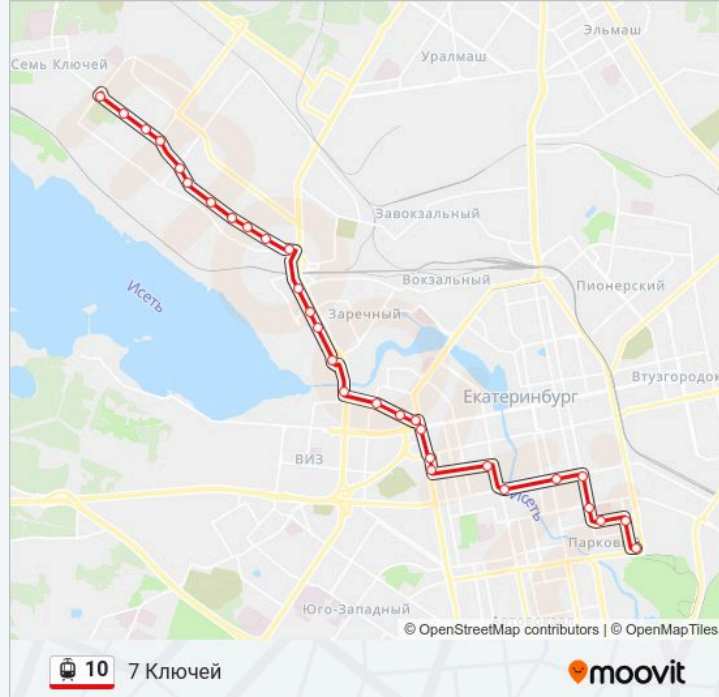 Эльмаш
Уралмаш
Семь Ключей
Завокзальный
Вокзальный
Пионерский
Исеть
Заречный
Втузгородок
Екатеринбург
ВИЗ
Исеть
Парковый
Юго-Западный
© OpenStreetMap contributors | © OpenMapTiles
10 7 Ключей
moovit